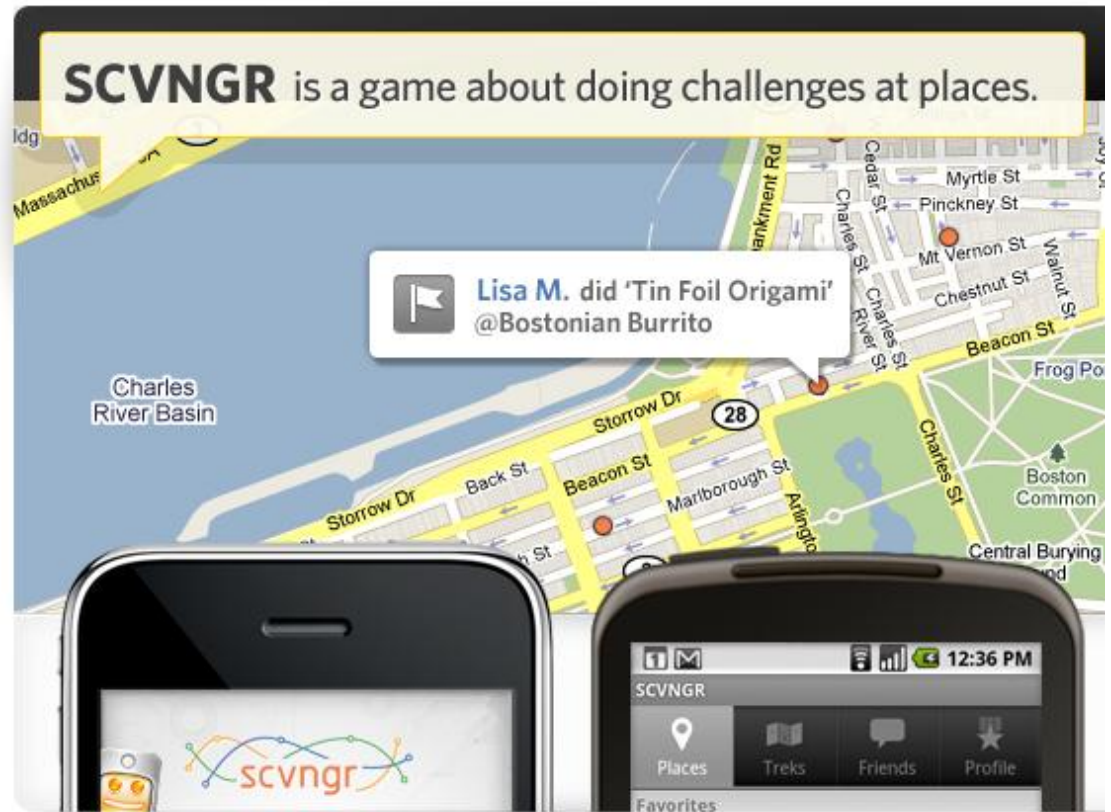 SCVNGR is a game about doing challenges at places.
ldg
Massachus
Cedar St
Myrtle St
Pinckney St
Charles St
Mt Vernon St
Walnut St
Chestnut St
Lisa M. did 'Tin Foil Origami'
@Bostonian Burrito
River St
Charles St
Beacon St
Charles
River Basin
Storrow Dr
28
Charles St
Boston
Common
Back St
Beacon St
Marlborough St
Storrow Dr
Central Burying
12:36 PM
SCVNGR
Places Treks Friends Profile
Favorites
scvngr